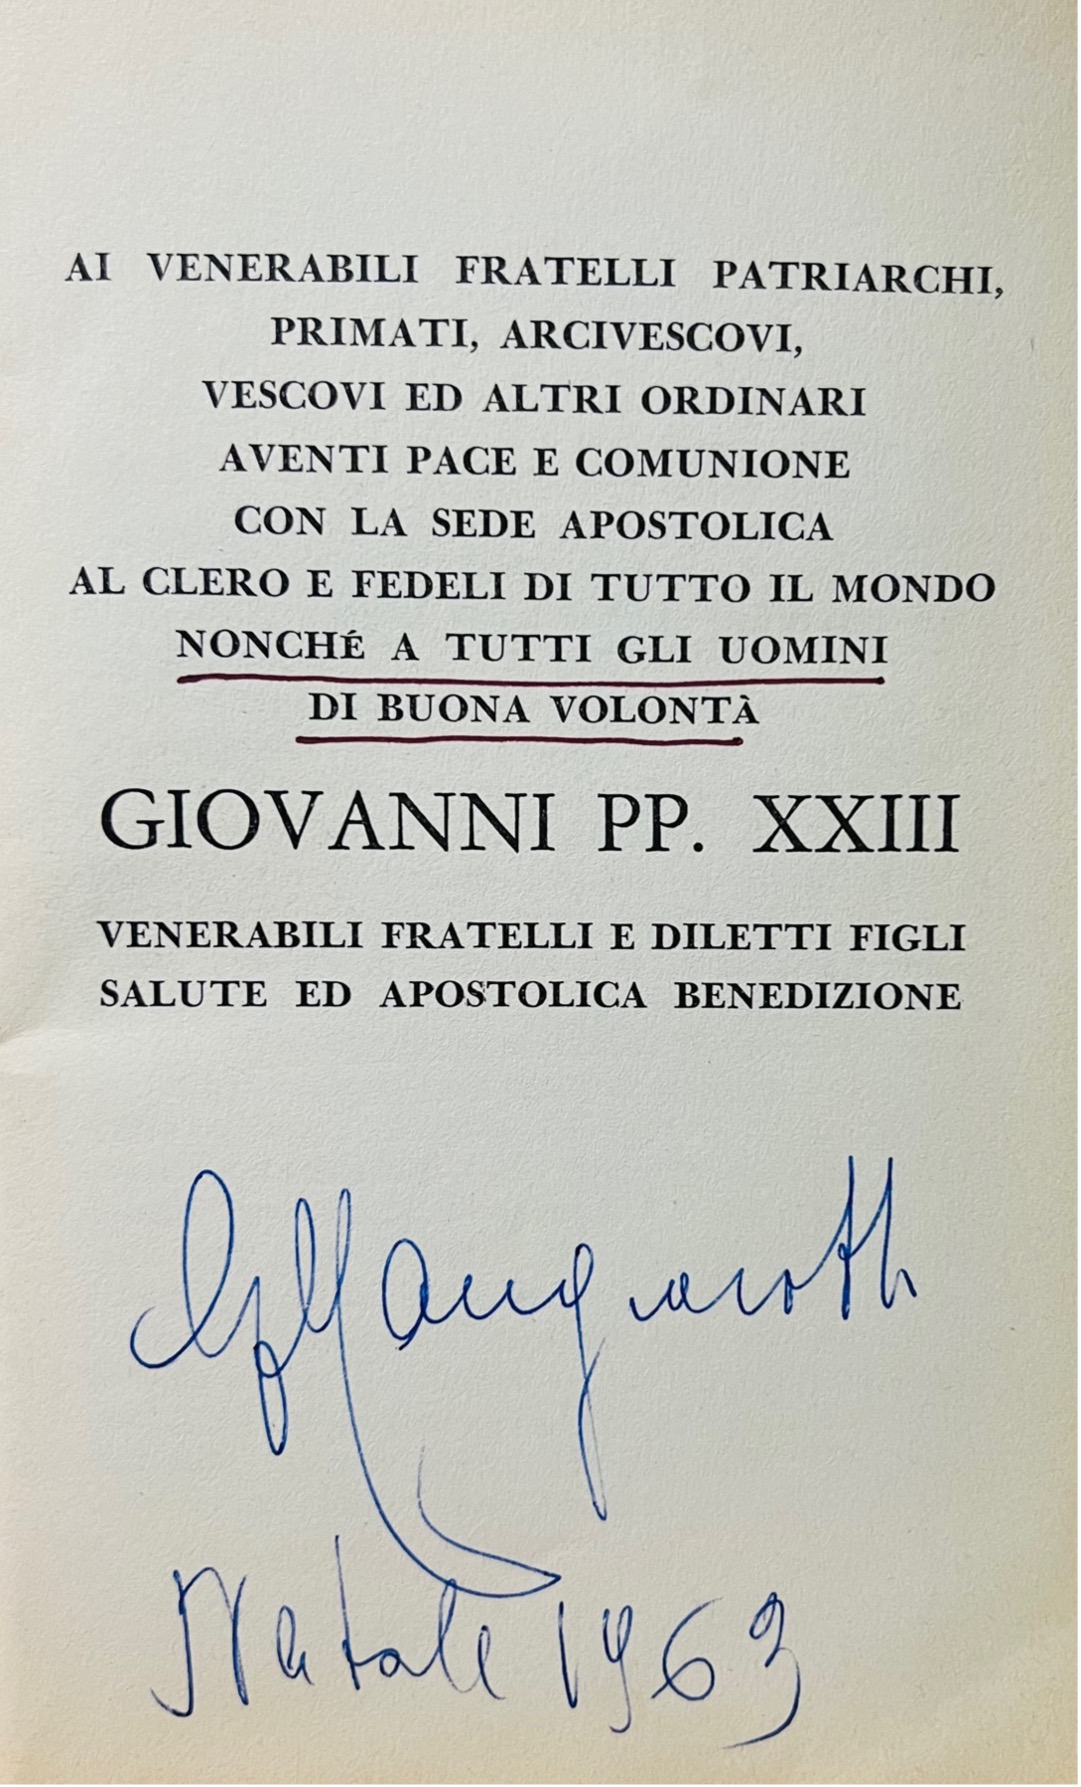 AI VENERABILI FRATELLI PATRIARCHI,
PRIMATI, ARCIVESCOVI,
VESCOVI ED ALTRI ORDINARI
AVENTI PACE E COMUNIONE
CON LA SEDE APOSTOLICA
AL CLERO E FEDELI DI TUTTO IL MONDO
NONCHÉ A TUTTI GLI UOMINI
DI BUONA VOLONTÀ
GIOVANNI PP. XXIII
VENERABILI FRATELLI E DILETTI FIGLI
SALUTE ED APOSTOLICA BENEDIZIONE
Natale 1963